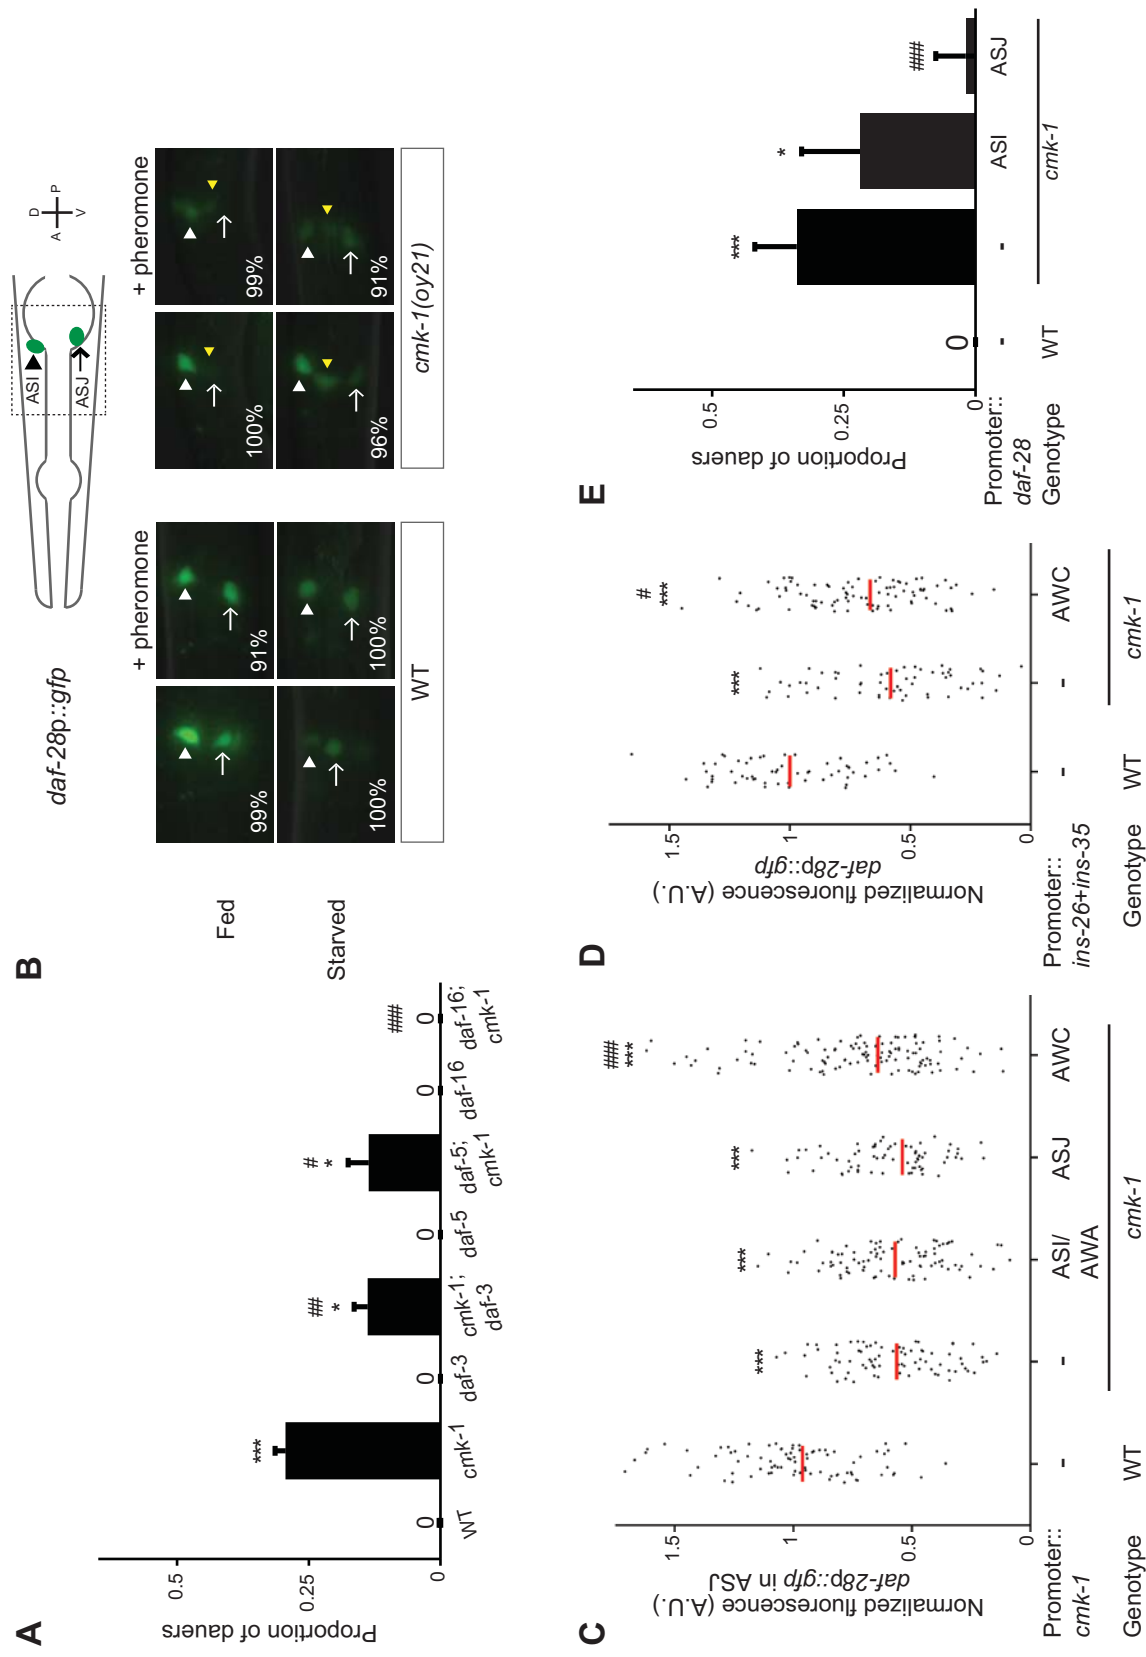 A
Proportion of dauers
0.5
0.25
0
0
***
0
## *
0
# *
0
0
###
WT
cmk-1
daf-3
cmk-1;
daf-3
daf-5
daf-5;
cmk-1
daf-16
daf-16;
cmk-1
B
daf-28p::gfp
ASI
ASJ
D
A P
V
+ pheromone
+ pheromone
Fed
99%
91%
100%
99%
Starved
100%
100%
96%
91%
WT
cmk-1(oy21)
C
Normalized fluorescence (A.U.)
daf-28p::gfp in ASJ
1.5
1
0.5
0
***
***
***
###
***
Promoter::
cmk-1
- - ASI/
AWA
ASJ AWC
Genotype WT cmk-1
D
Normalized fluorescence (A.U.)
daf-28p::gfp
1.5
1
0.5
0
***
#
***
Promoter::
ins-26+ins-35
- - AWC
Genotype WT cmk-1
E
Proportion of dauers
0.5
0.25
0
0
***
*
###
Promoter::
daf-28
- - ASI ASJ
Genotype WT cmk-1